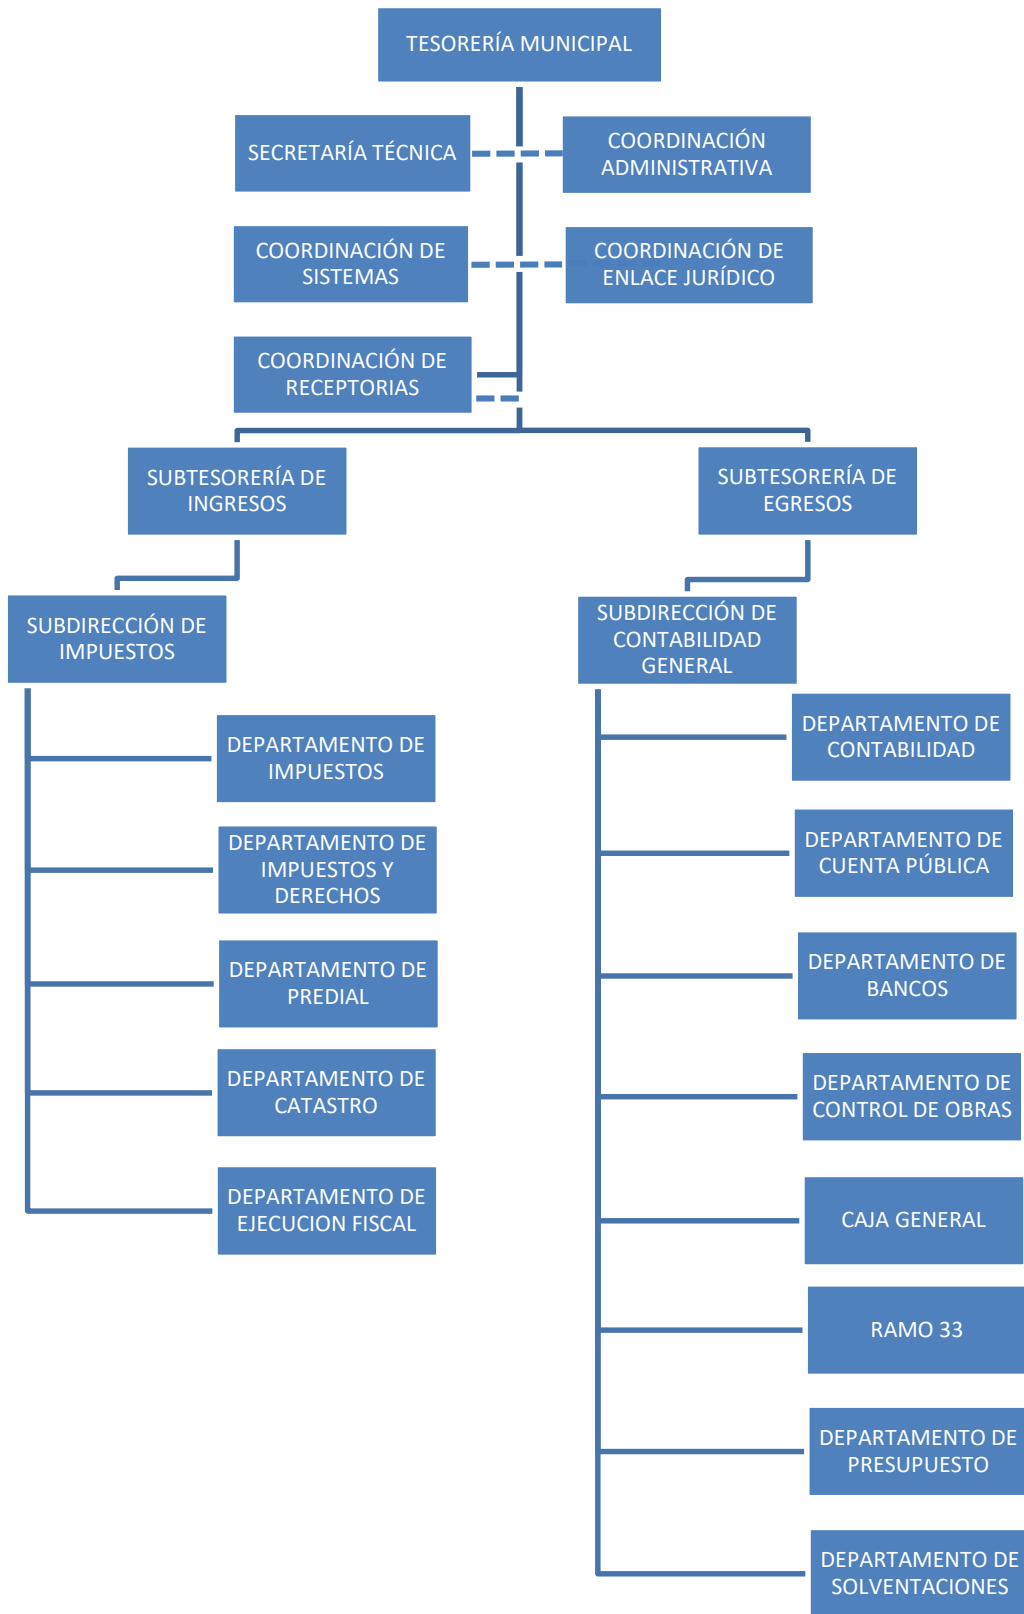 TESORERÍA MUNICIPAL
SECRETARÍA TÉCNICA
COORDINACIÓN
ADMINISTRATIVA
COORDINACIÓN DE
SISTEMAS
COORDINACIÓN DE
ENLACE JURÍDICO
COORDINACIÓN DE
RECEPTORIAS
SUBTESORERÍA DE
INGRESOS
SUBTESORERÍA DE
EGRESOS
SUBDIRECCIÓN DE
IMPUESTOS
SUBDIRECCIÓN DE
CONTABILIDAD
GENERAL
DEPARTAMENTO DE
IMPUESTOS
DEPARTAMENTO DE
IMPUESTOS Y
DERECHOS
DEPARTAMENTO DE
PREDIAL
DEPARTAMENTO DE
CATASTRO
DEPARTAMENTO DE
EJECUCION FISCAL
DEPARTAMENTO DE
CONTABILIDAD
DEPARTAMENTO DE
CUENTA PÚBLICA
DEPARTAMENTO DE
BANCOS
DEPARTAMENTO DE
CONTROL DE OBRAS
CAJA GENERAL
RAMO 33
DEPARTAMENTO DE
PRESUPUESTO
DEPARTAMENTO DE
SOLVENTACIONES